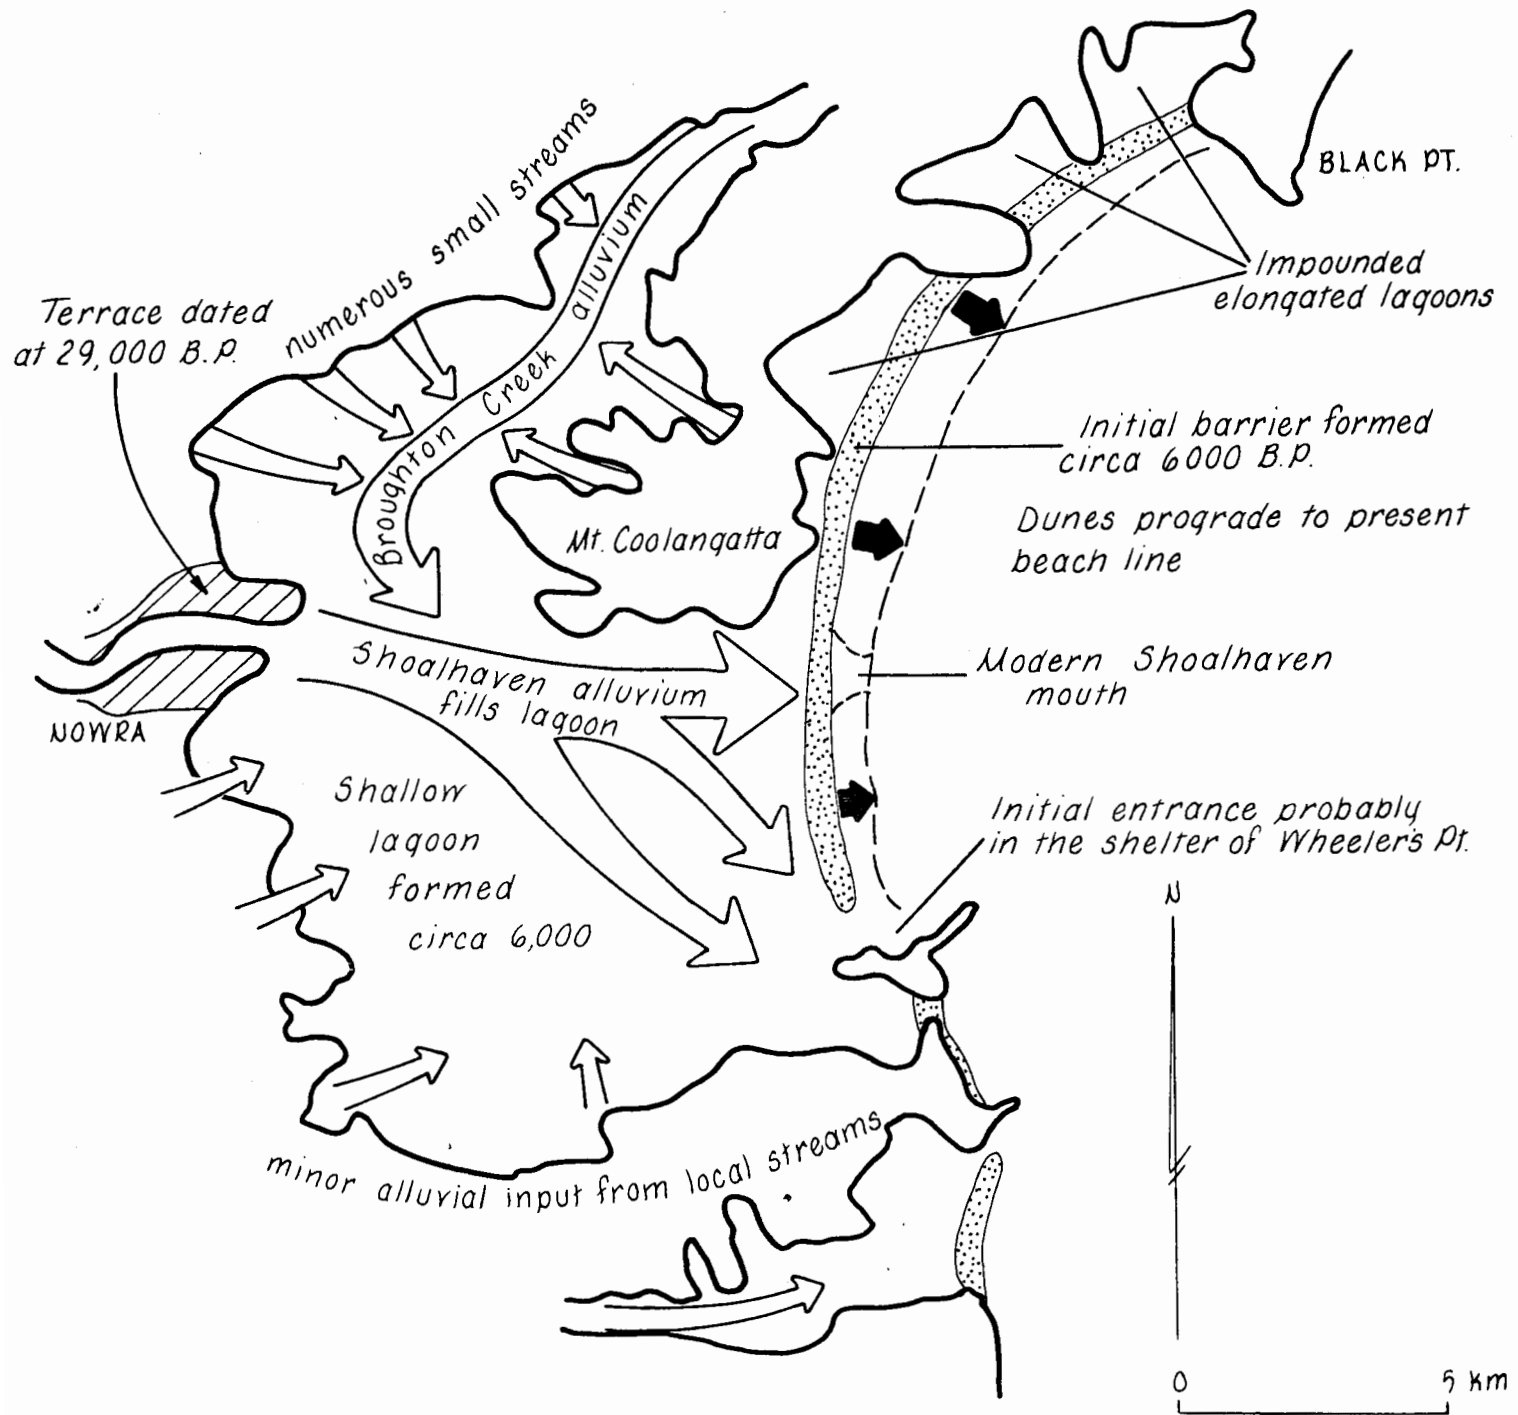 numerous small streams
BLACK PT.
Terrace dated
at 29,000 B.P.
Impounded
elongated lagoons
Broughton Creek alluvium
Initial barrier formed
circa 6000 B.P.
Mt. Coolangatta
Dunes prograde to present
beach line
Shoalhaven alluvium
fills lagoon
Modern Shoalhaven
mouth
NOWRA
Shallow
lagoon
formed
circa 6,000
Initial entrance probably
in the shelter of Wheeler's Pt.
N
minor alluvial input from local streams
0 5 km